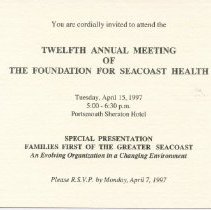 You are cordially invited to attend the
TWELFTH ANNUAL MEETING
OF
THE FOUNDATION FOR SEACOAST HEALTH
Tuesday, April 15, 1997
5:00 - 6:30 p.m.
Portsmouth Sheraton Hotel
SPECIAL PRESENTATION
FAMILIES FIRST OF THE GREATER SEACOAST
An Evolving Organization in a Changing Environment
Please R.S.V.P. by Monday, April 7, 1997